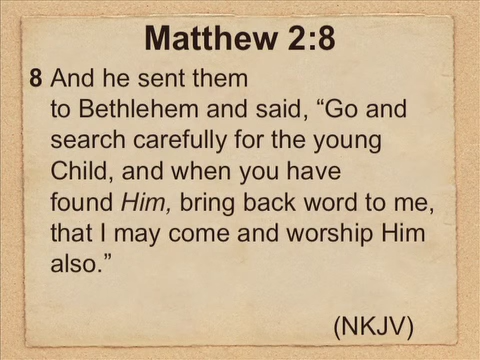 Matthew 2:8
8 And he sent them
to Bethlehem and said, “Go and
search carefully for the young
Child, and when you have
found Him, bring back word to me,
that I may come and worship Him
also.”
(NKJV)